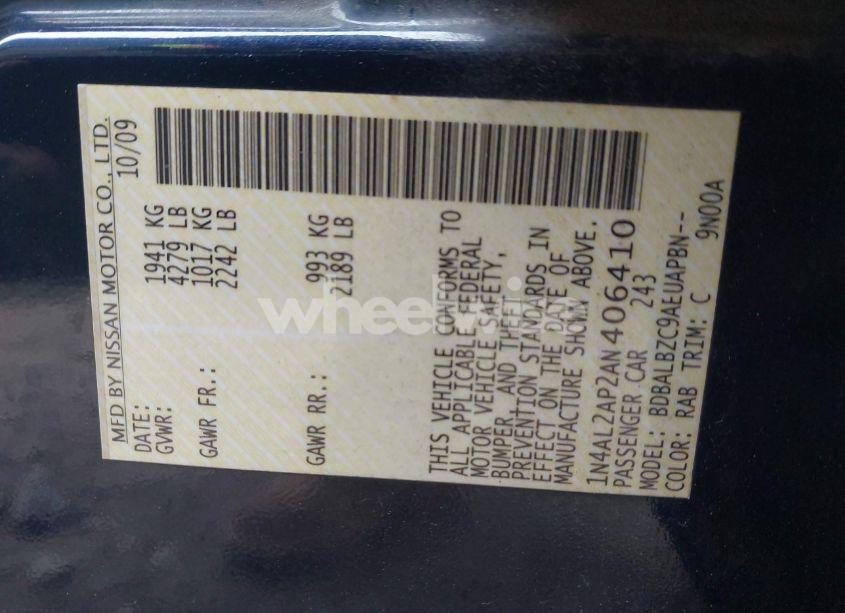 MFD BY NISSAN MOTOR CO., LTD.
DATE: 10/09
GVWR: 1941 KG
4279 LB
GAWR FR.: 1017 KG
2242 LB
GAWR RR.: 993 KG
2189 LB
THIS VEHICLE CONFORMS TO
ALL APPLICABLE FEDERAL
MOTOR VEHICLE SAFETY,
BUMPER, AND THEFT
PREVENTION STANDARDS IN
EFFECT ON THE DATE OF
MANUFACTURE SHOWN ABOVE.
1N4AL2AP2AN406410
PASSENGER CAR 243
MODEL: BDBALBZC9AEUAPBN--
COLOR: RAB TRIM: C 9N00A